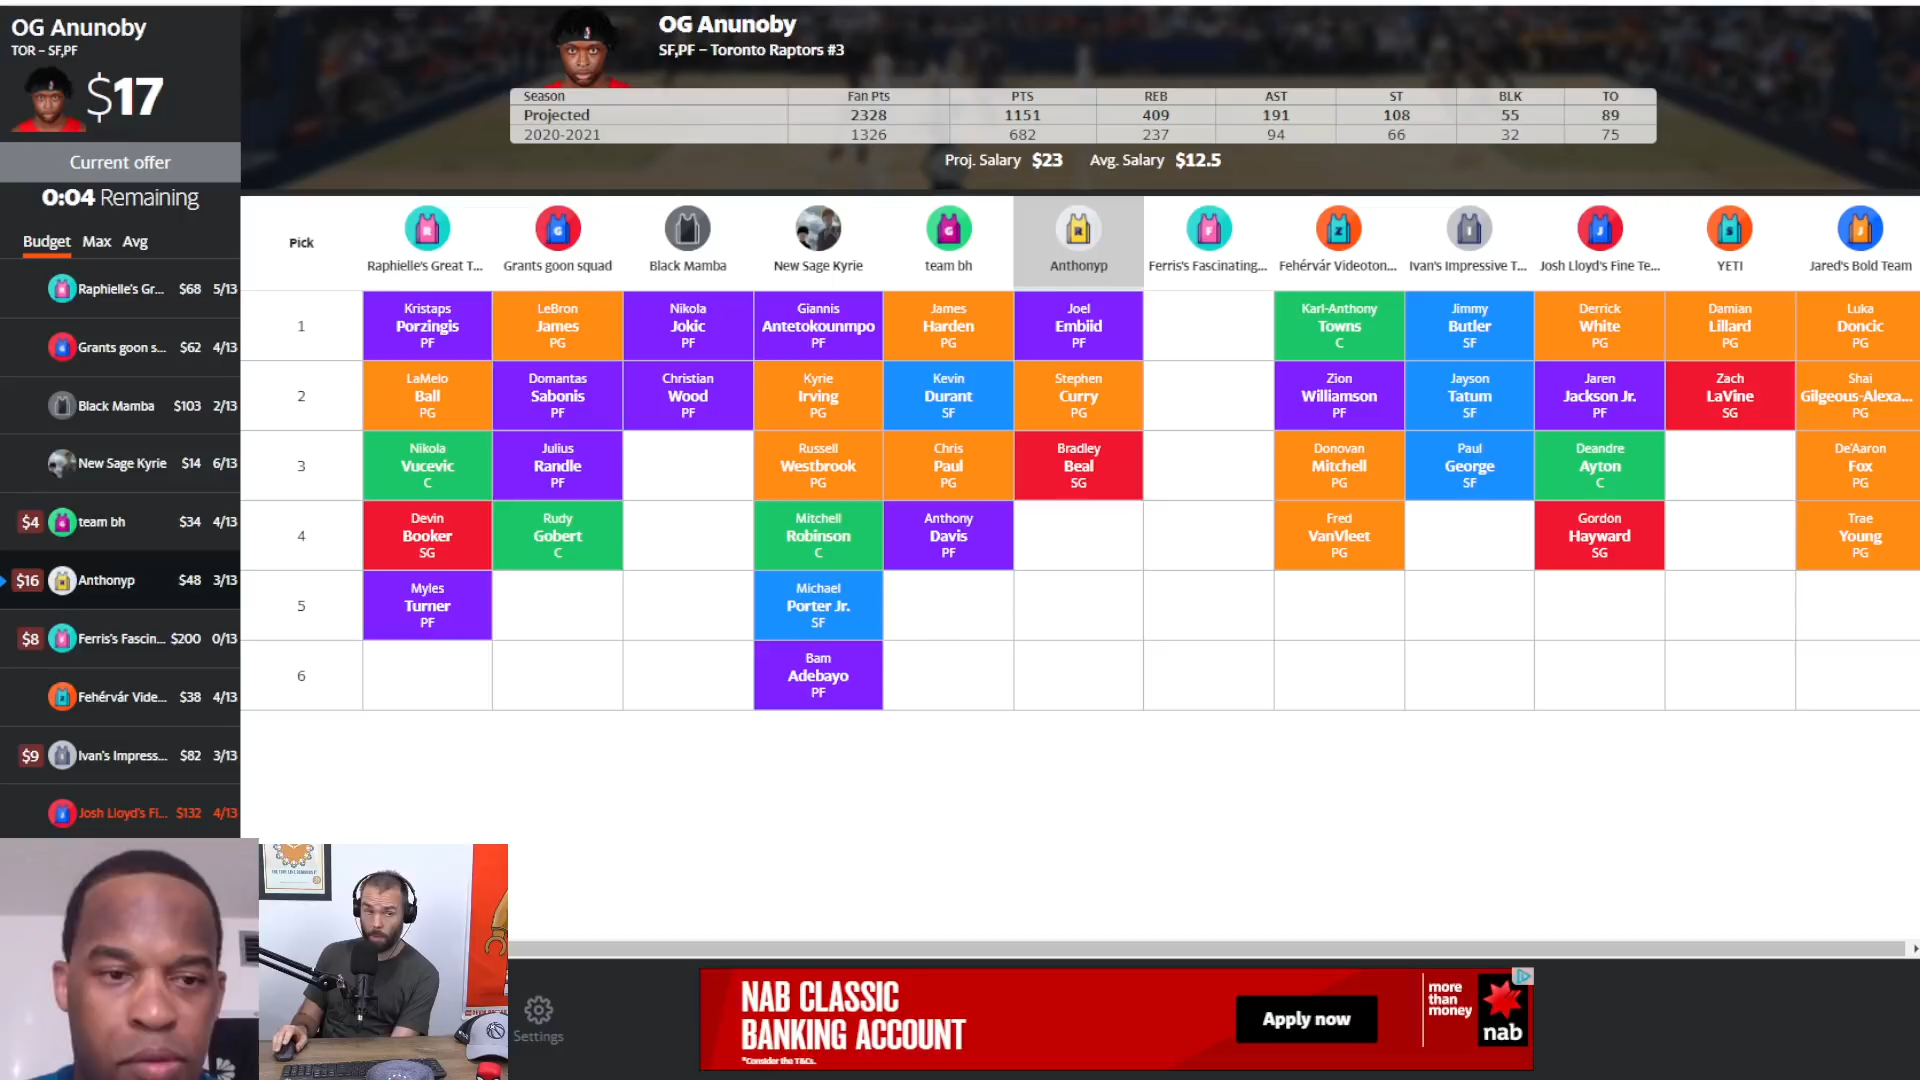 OG Anunoby
TOR – SF,PF
$17
Current offer
0:04 Remaining
Budget Max Avg
Raphielle's Gr... $68 5/13
Grants goon s... $62 4/13
Black Mamba $103 2/13
New Sage Kyrie $14 6/13
$4 team bh $34 4/13
$16 Anthonyp $48 3/13
$8 Ferris's Fascin... $200 0/13
Fehérvár Vide... $38 4/13
$9 Ivan's Impress... $82 3/13
Josh Lloyd's Fi... $132 4/13
OG Anunoby
SF,PF – Toronto Raptors #3
Season Fan Pts PTS REB AST ST BLK TO
Projected 2328 1151 409 191 108 55 89
2020-2021 1326 682 237 94 66 32 75
Proj. Salary $23 Avg. Salary $12.5
Pick Raphielle's Great T... Grants goon squad Black Mamba New Sage Kyrie team bh Anthonyp Ferris's Fascinating... Fehérvár Videoton... Ivan's Impressive T... Josh Lloyd's Fine Te... YETI Jared's Bold Team
Kristaps LeBron Nikola Giannis James Joel Karl-Anthony Jimmy Derrick Damian Luka
1 Porzingis James Jokic Antetokounmpo Harden Embiid Towns Butler White Lillard Doncic
PF PG PF PF PG PF C SF PG PG PG
LaMelo Domantas Christian Kyrie Kevin Stephen Zion Jayson Jaren Zach Shai
2 Ball Sabonis Wood Irving Durant Curry Williamson Tatum Jackson Jr. LaVine Gilgeous-Alexa...
PG PF PF PG SF PG PF SF PF SG PG
Nikola Julius Russell Chris Bradley Donovan Paul Deandre De'Aaron
3 Vucevic Randle Westbrook Paul Beal Mitchell George Ayton Fox
C PF PG PG SG PG SF C PG
Devin Rudy Mitchell Anthony Fred Gordon Trae
4 Booker Gobert Robinson Davis VanVleet Hayward Young
SG C C PF PG SG PG
Myles Michael
5 Turner Porter Jr.
PF SF
Bam
6 Adebayo
PF
Settings
NAB CLASSIC
BANKING ACCOUNT
*Consider the T&Cs.
Apply now
more
than
money
nab